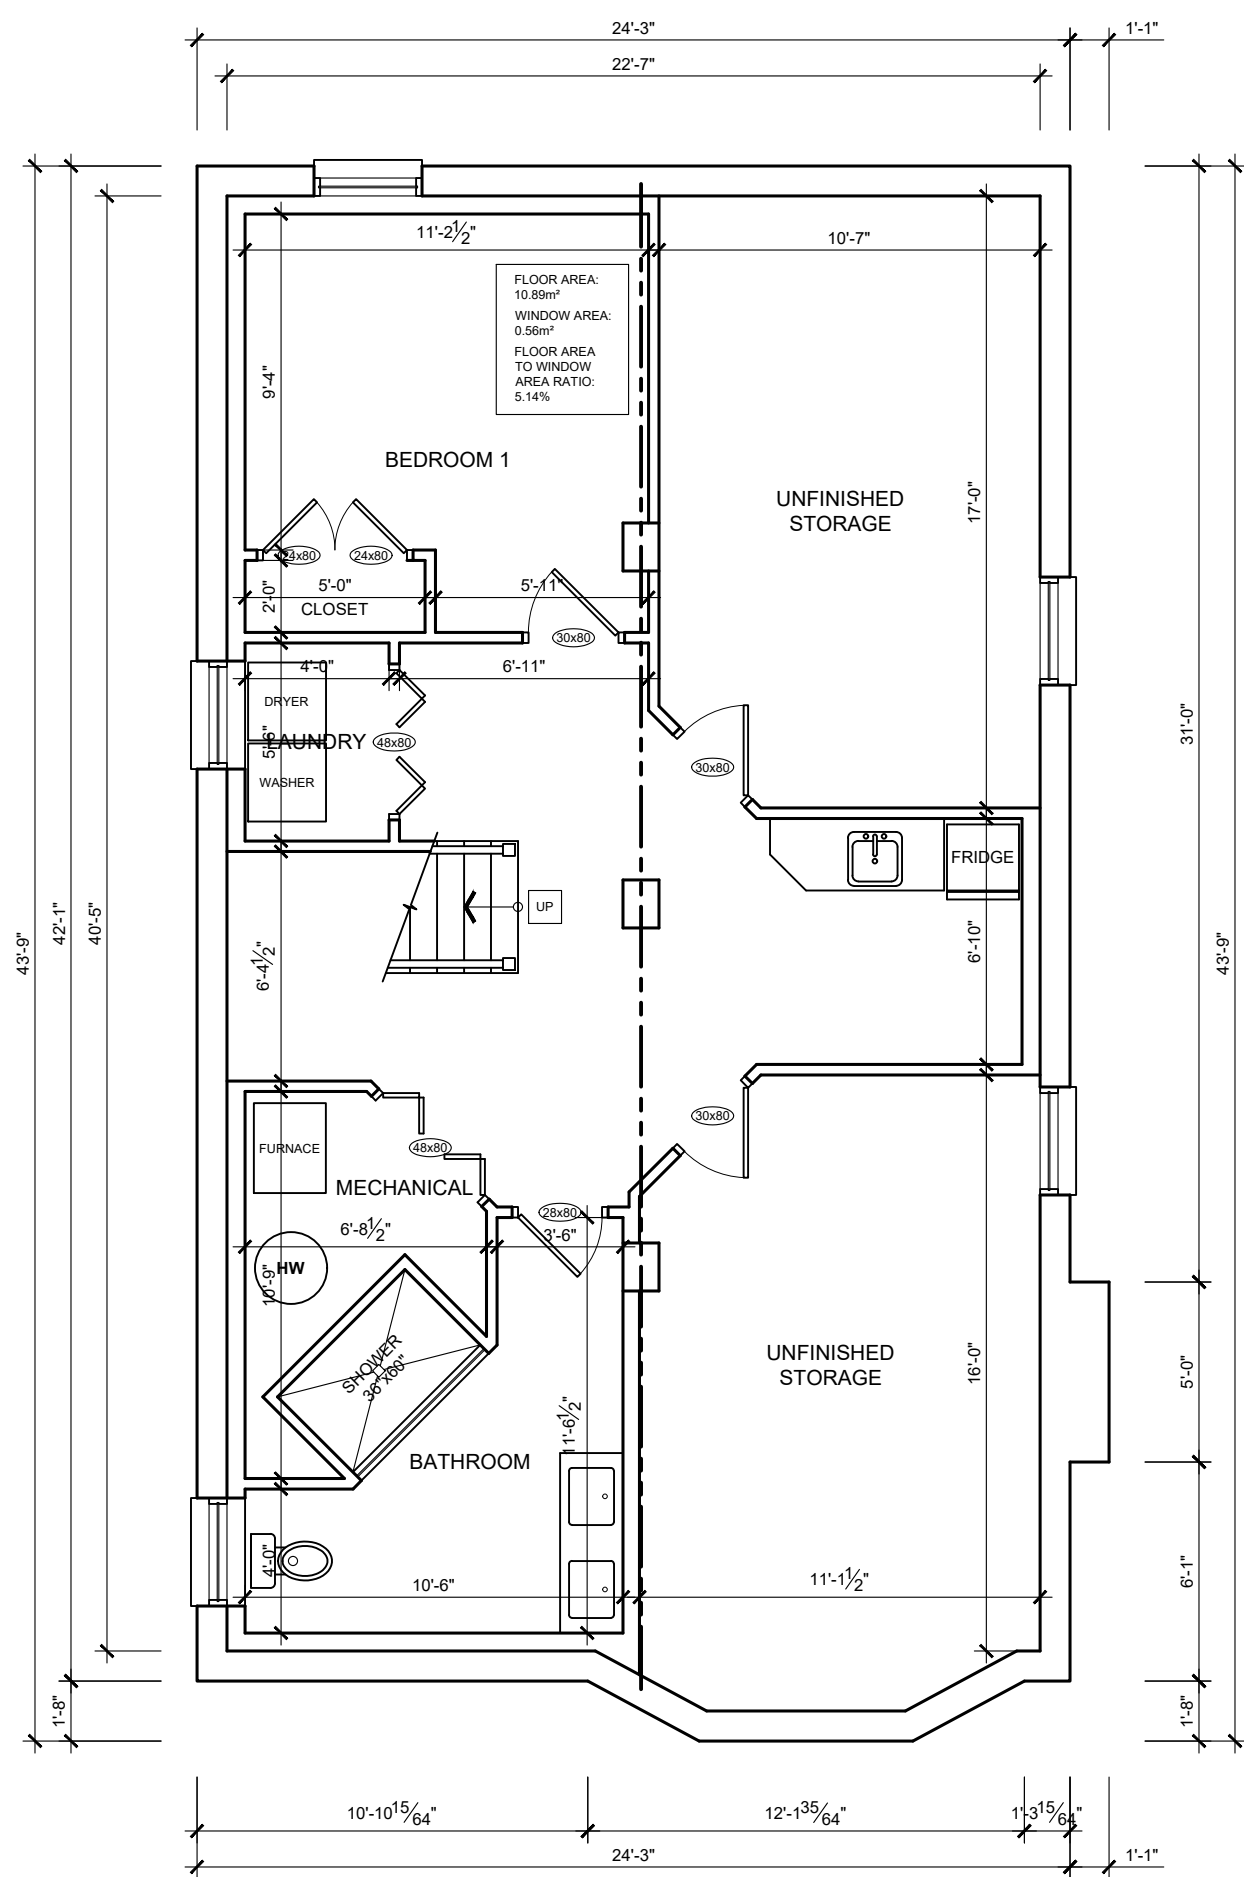 24'-3"
1'-1"
22'-7"
11'-2 1/2"
10'-7"
FLOOR AREA:
10.89m²
WINDOW AREA:
0.56m²
FLOOR AREA
TO WINDOW
AREA RATIO:
5.14%
9'-4"
BEDROOM 1
UNFINISHED
STORAGE
17'-0"
24x80
24x80
5'-0"
5'-11"
2'-0"
CLOSET
30x80
4'-0"
6'-11"
DRYER
5'-6"
LAUNDRY
48x80
WASHER
30x80
31'-0"
FRIDGE
UP
43'-9"
42'-1"
40'-5"
6'-4 1/2"
6'-10"
43'-9"
30x80
FURNACE
48x80
MECHANICAL
28x80
6'-8 1/2"
3'-6"
HW
10'-9"
SHOWER
36"x60"
UNFINISHED
STORAGE
16'-0"
5'-0"
11'-6 1/2"
BATHROOM
4'-0"
10'-6"
11'-1 1/2"
6'-1"
1'-8"
1'-8"
10'-10 15/64"
12'-1 35/64"
1'-3 15/64"
24'-3"
1'-1"